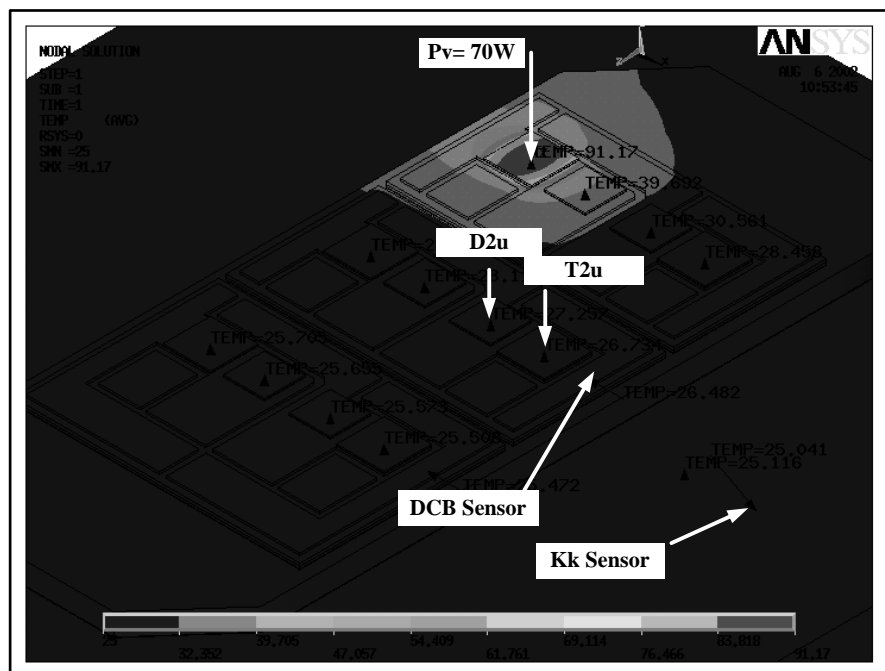 NODAL SOLUTION
STEP=1
SUB =1
TIME=1
TEMP (AVG)
RSYS=0
SMN =25
SMX =91.17
Pv= 70W
ANSYS
AUG 6 2002
10:53:45
z x
TEMP=91.17
TEMP=39.692
TEMP=30.561
TEMP=28.458
D2u
T2u
TEMP=27.257
TEMP=26.734
TEMP=26.482
TEMP=25.705
TEMP=25.655
TEMP=25.573
TEMP=25.508
TEMP=25.041
TEMP=25.116
DCB Sensor
Kk Sensor
25 39.705 54.409 69.114 83.818
32.352 47.057 61.761 76.466 91.17